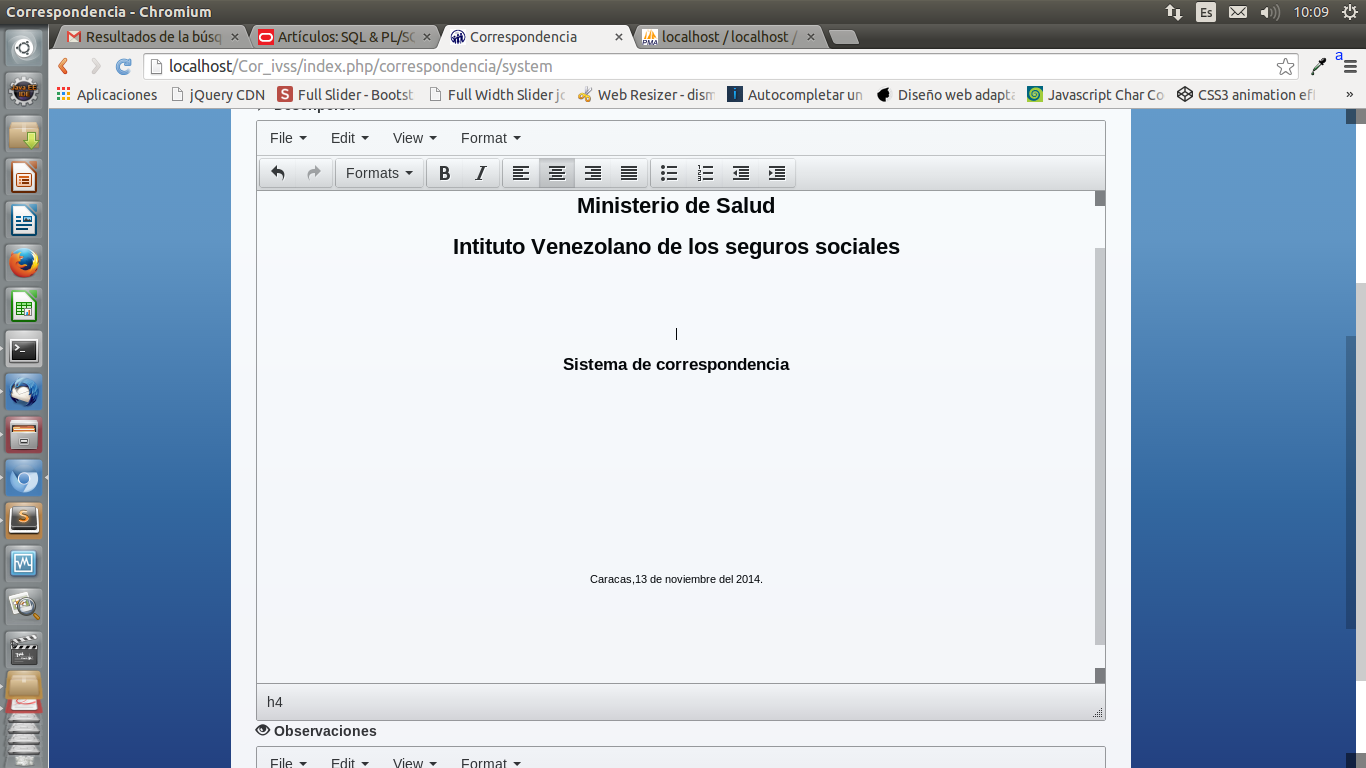 Correspondencia - Chromium
Es
10:09
Resultados de la búsq
Artículos: SQL & PL/SQ
Correspondencia
localhost / localhost /
localhost/Cor_ivss/index.php/correspondencia/system
a
Aplicaciones
jQuery CDN
Full Slider - Bootst
Full Width Slider jq
Web Resizer - dism
Autocompletar un
Diseño web adapta
Javascript Char Co
CSS3 animation eff
»
File Edit View Format
Formats B I
Ministerio de Salud
Intituto Venezolano de los seguros sociales
Sistema de correspondencia
Caracas,13 de noviembre del 2014.
h4
Observaciones
File Edit View Format